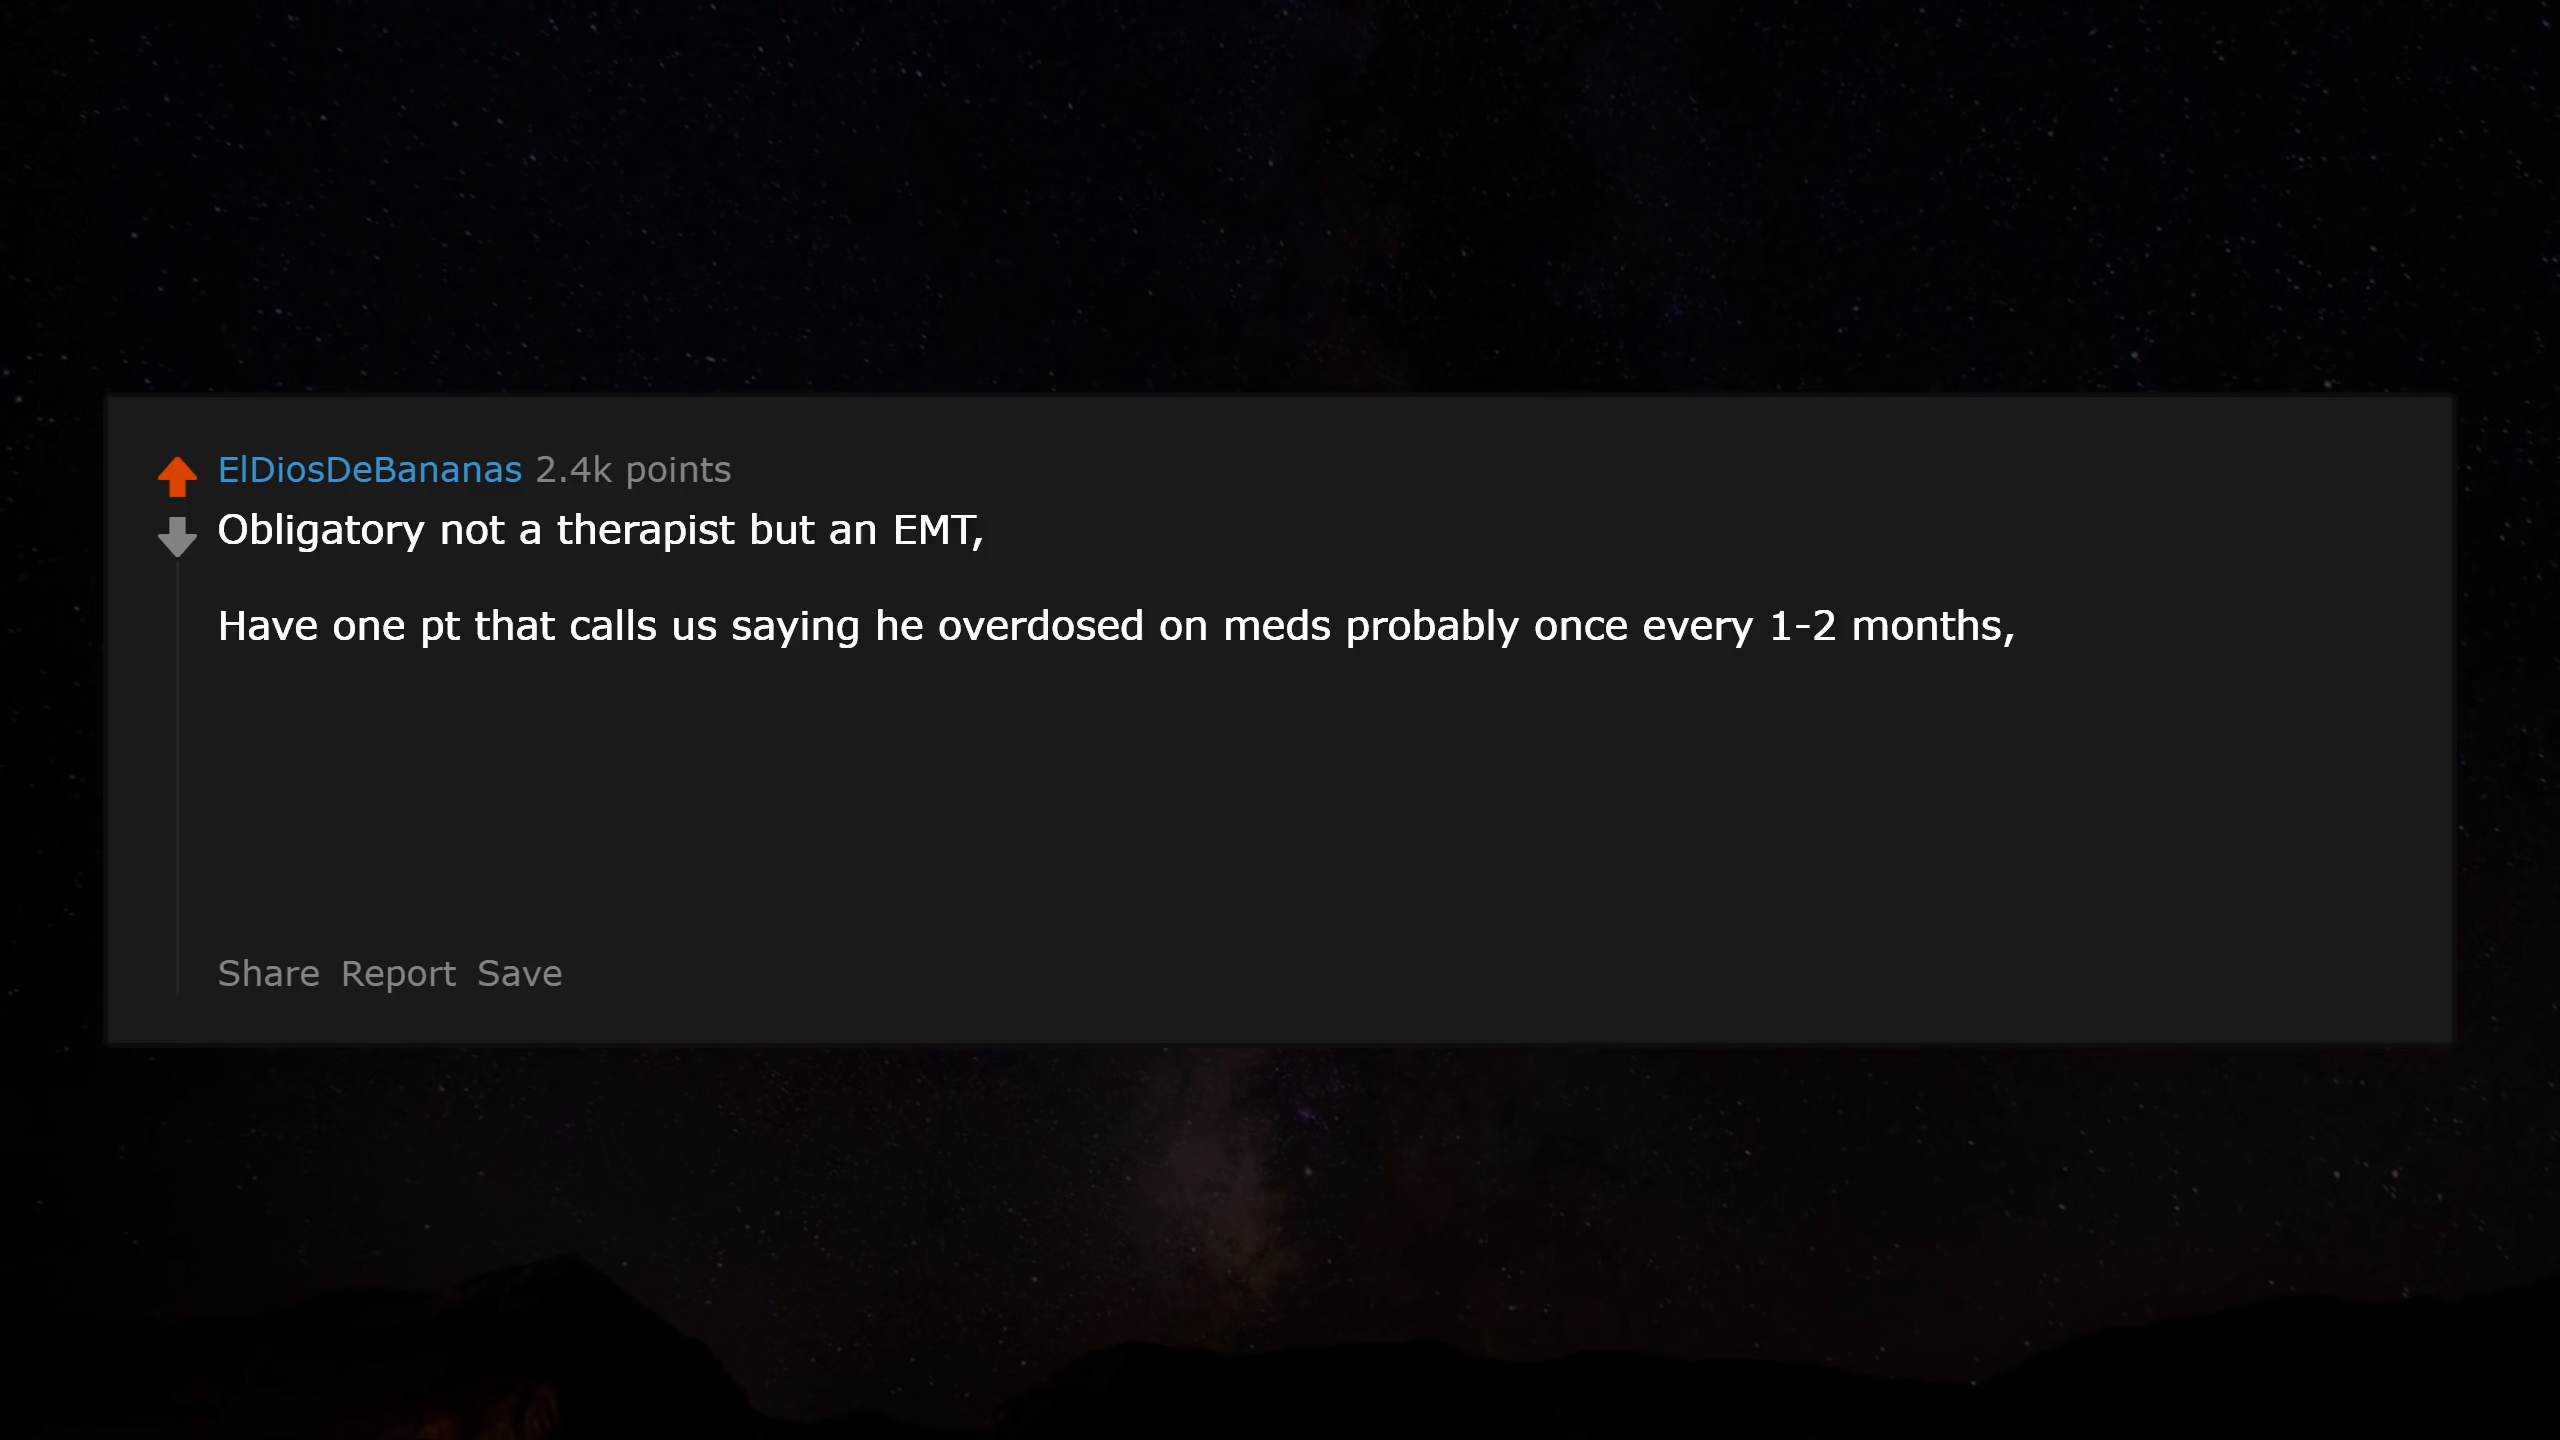 ElDiosDeBananas 2.4k points
Obligatory not a therapist but an EMT,
Have one pt that calls us saying he overdosed on meds probably once every 1-2 months,
Share Report Save